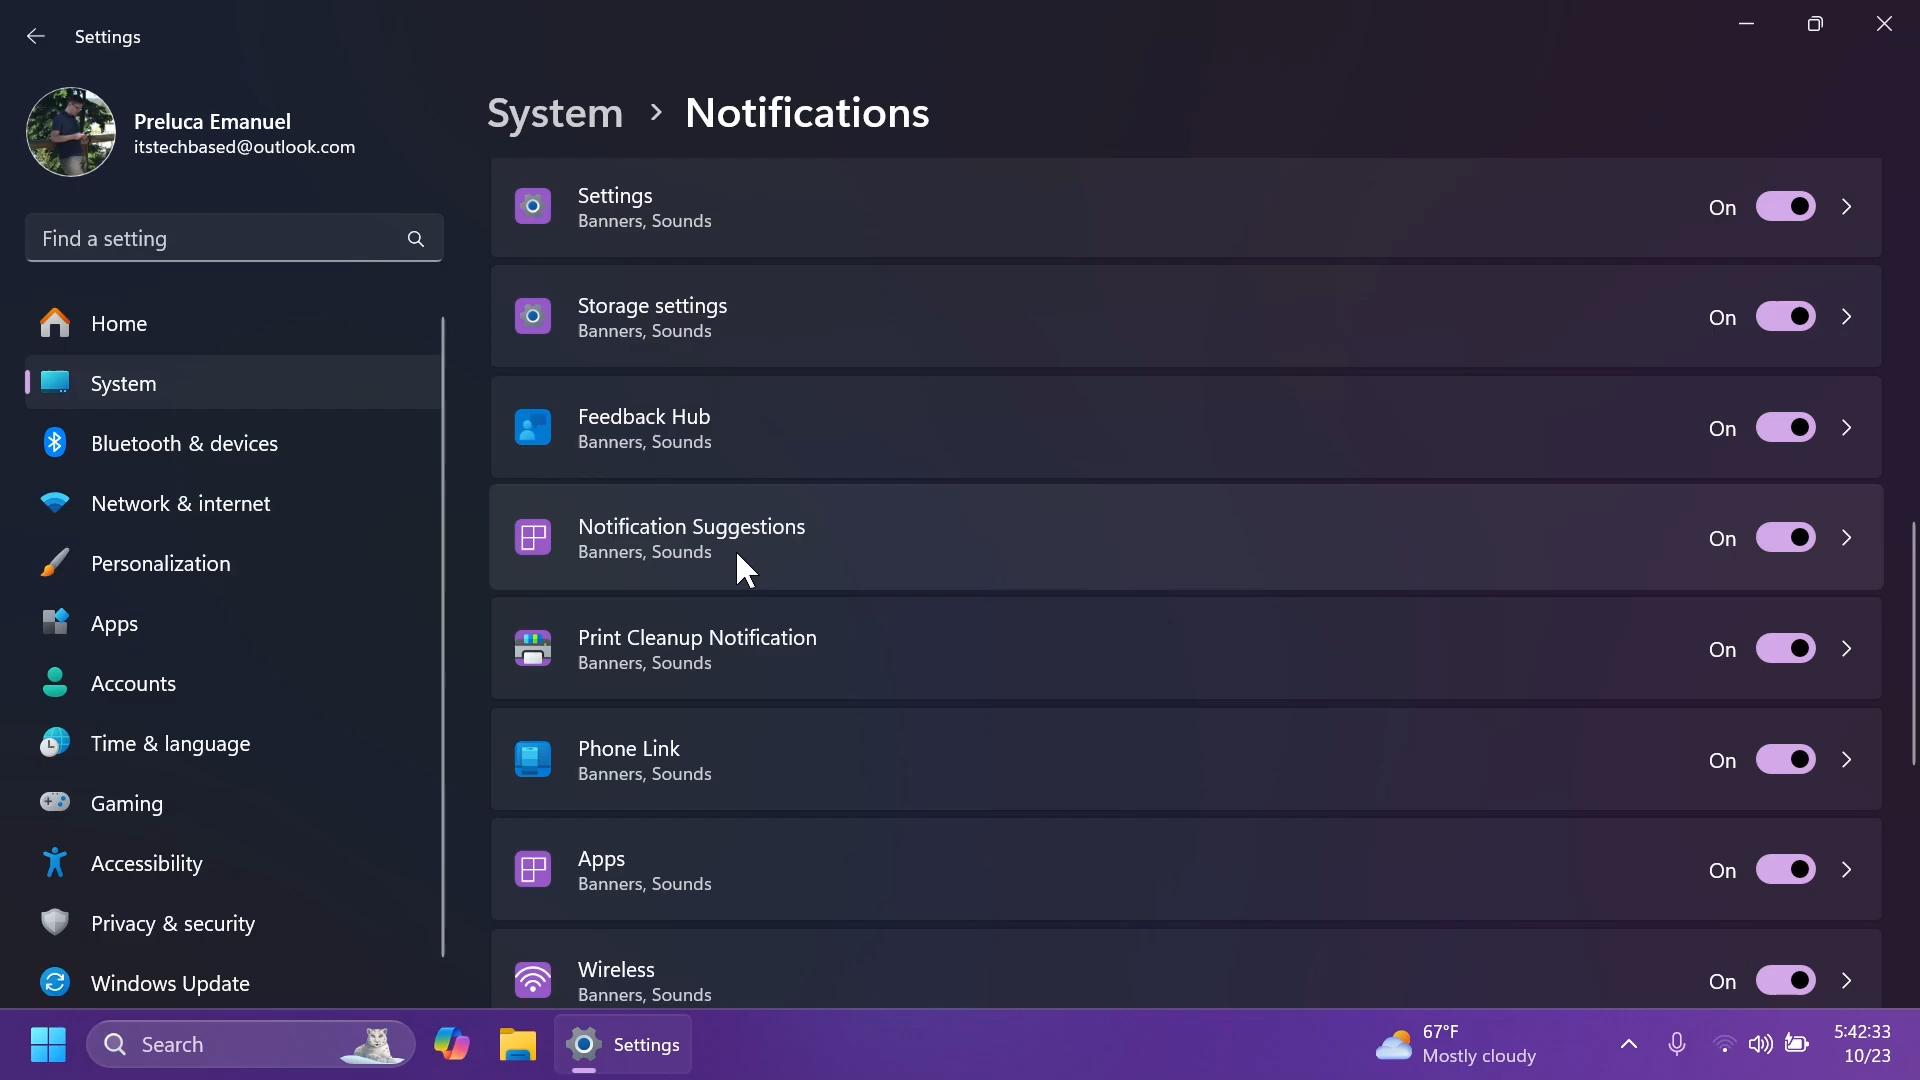 Settings
Preluca Emanuel
itstechbased@outlook.com
Find a setting
Home
System
Bluetooth & devices
Network & internet
Personalization
Apps
Accounts
Time & language
Gaming
Accessibility
Privacy & security
Windows Update
System > Notifications
Settings
Banners, Sounds
On
Storage settings
Banners, Sounds
On
Feedback Hub
Banners, Sounds
On
Notification Suggestions
Banners, Sounds
On
Print Cleanup Notification
Banners, Sounds
On
Phone Link
Banners, Sounds
On
Apps
Banners, Sounds
On
Wireless
Banners, Sounds
On
Search
Settings
67°F
Mostly cloudy
5:42:33
10/23